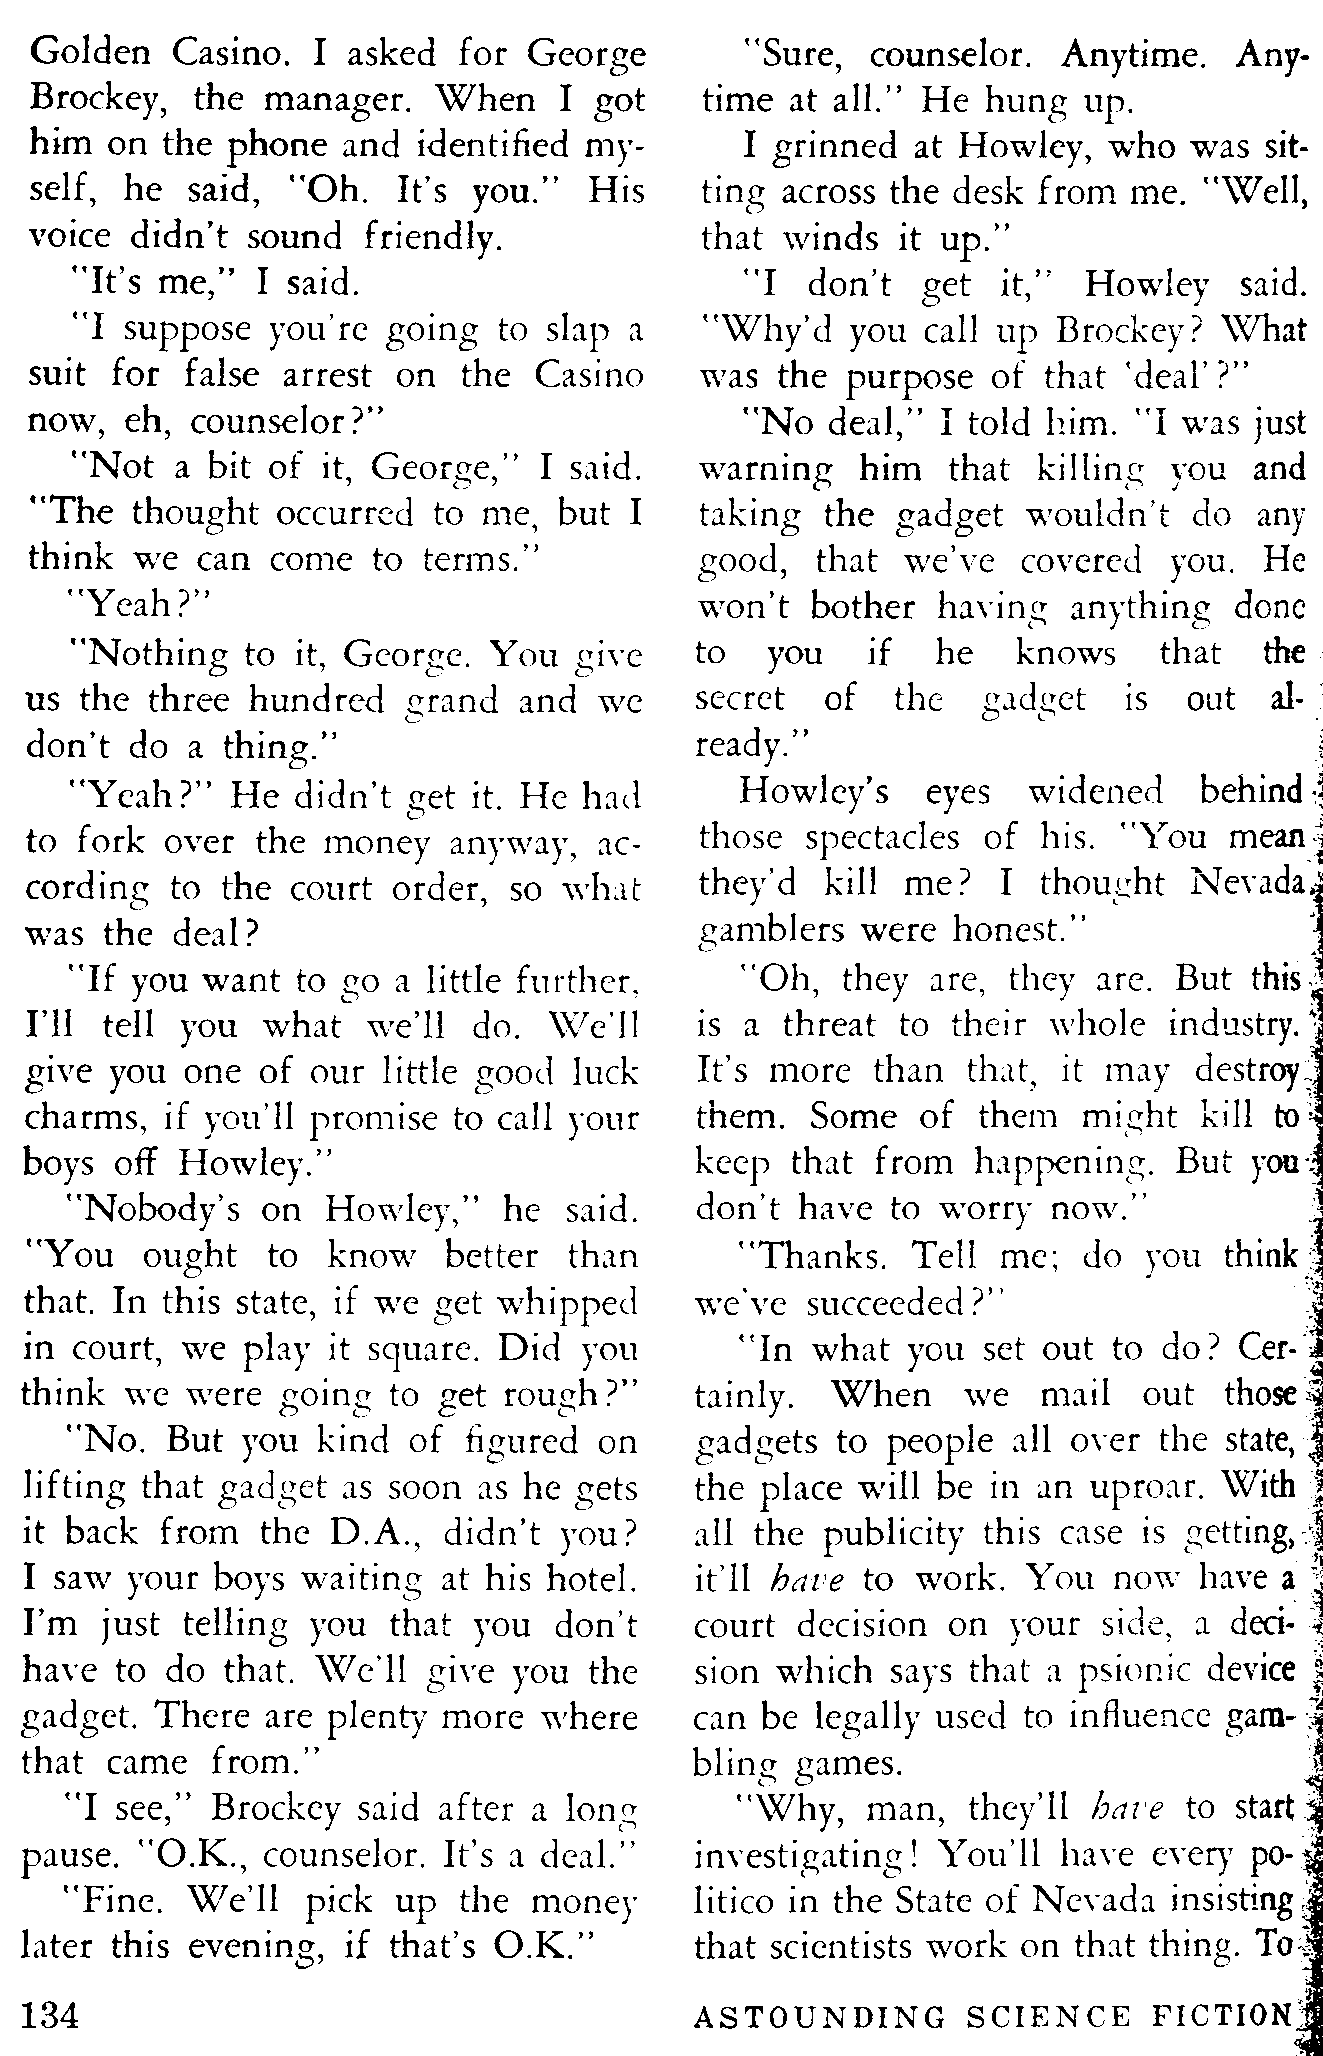 Golden Casino. I asked for George
Brockey, the manager. When I got
him on the phone and identified my-
self, he said, "Oh. It's you." His
voice didn't sound friendly.
"It's me," I said.
"I suppose you're going to slap a
suit for false arrest on the Casino
now, eh, counselor?"
"Not a bit of it, George," I said.
"The thought occurred to me, but I
think we can come to terms."
"Yeah?"
"Nothing to it, George. You give
us the three hundred grand and we
don't do a thing."
"Yeah?" He didn't get it. He had
to fork over the money anyway, ac-
cording to the court order, so what
was the deal?
"If you want to go a little further,
I'll tell you what we'll do. We'll
give you one of our little good luck
charms, if you'll promise to call your
boys off Howley."
"Nobody's on Howley," he said.
"You ought to know better than
that. In this state, if we get whipped
in court, we play it square. Did you
think we were going to get rough?"
"No. But you kind of figured on
lifting that gadget as soon as he gets
it back from the D.A., didn't you?
I saw your boys waiting at his hotel.
I'm just telling you that you don't
have to do that. We'll give you the
gadget. There are plenty more where
that came from."
"I see," Brockey said after a long
pause. "O.K., counselor. It's a deal."
"Fine. We'll pick up the money
later this evening, if that's O.K."
"Sure, counselor. Anytime. Any-
time at all." He hung up.
I grinned at Howley, who was sit-
ting across the desk from me. "Well,
that winds it up."
"I don't get it," Howley said.
"Why'd you call up Brockey? What
was the purpose of that 'deal'?"
"No deal," I told him. "I was just
warning him that killing you and
taking the gadget wouldn't do any
good, that we've covered you. He
won't bother having anything done
to you if he knows that the
secret of the gadget is out al-
ready."
Howley's eyes widened behind
those spectacles of his. "You mean
they'd kill me? I thought Nevada
gamblers were honest."
"Oh, they are, they are. But this
is a threat to their whole industry.
It's more than that, it may destroy
them. Some of them might kill to
keep that from happening. But you
don't have to worry now."
"Thanks. Tell me; do you think
we've succeeded?"
"In what you set out to do? Cer-
tainly. When we mail out those
gadgets to people all over the state,
the place will be in an uproar. With
all the publicity this case is getting,
it'll have to work. You now have a
court decision on your side, a deci-
sion which says that a psionic device
can be legally used to influence gam-
bling games.
"Why, man, they'll have to start
investigating! You'll have every po-
litico in the State of Nevada insisting
that scientists work on that thing. To
134
ASTOUNDING SCIENCE FICTION